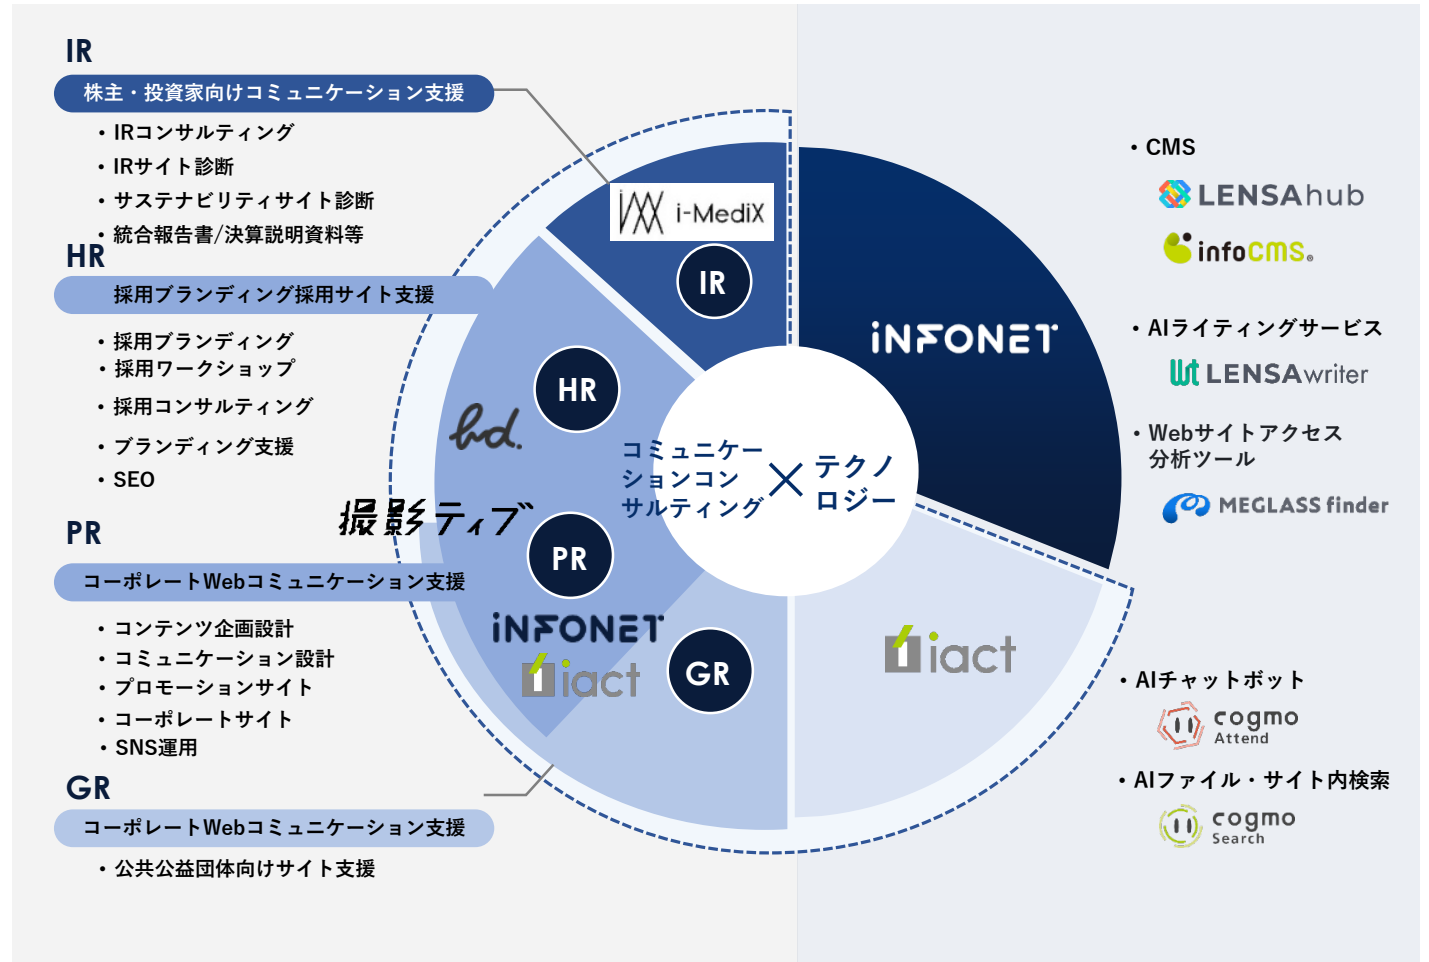 IR
株主・投資家向けコミュニケーション支援
・IRコンサルティング
・IRサイト診断
・サステナビリティサイト診断
・統合報告書/決算説明資料等
HR
採用ブランディング採用サイト支援
・採用ブランディング
・採用ワークショップ
・採用コンサルティング
・ブランディング支援
・SEO
PR
コーポレートWebコミュニケーション支援
・コンテンツ企画設計
・コミュニケーション設計
・プロモーションサイト
・コーポレートサイト
・SNS運用
GR
コーポレートWebコミュニケーション支援
・公共公益団体向けサイト支援
i-MediX
IR
HR
hd.
撮影ティブ
PR
iNFONET
iact
GR
コミュニケー
ションコン
サルティング
×
テクノ
ロジー
iNFONET
iact
・CMS
LENSAhub
infoCMS®
・AIライティングサービス
LENSAwriter
・Webサイトアクセス
分析ツール
MEGLASS finder
・AIチャットボット
cogmo
Attend
・AIファイル・サイト内検索
cogmo
Search